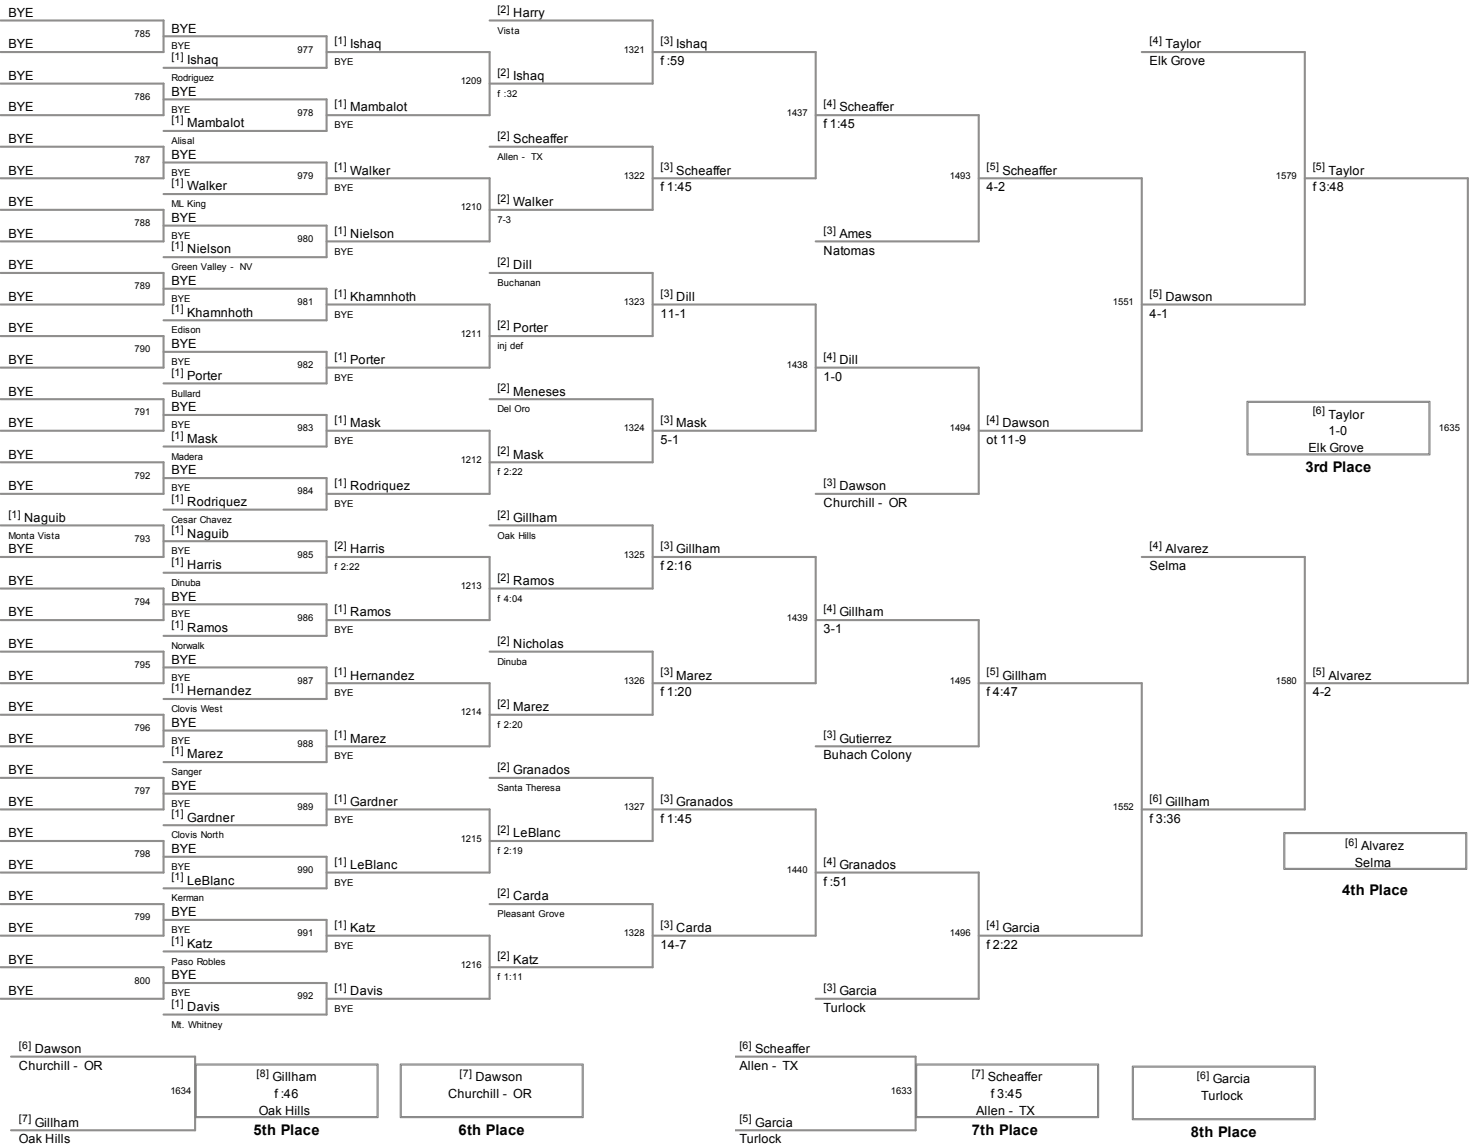 BYE
785
BYE
BYE
BYE
[1] Ishaq
Rodriguez
977
[1] Ishaq
BYE
BYE
786
BYE
BYE
BYE
[1] Mambalot
Alisal
978
[1] Mambalot
BYE
1209
[2] Harry
Vista
[2] Ishaq
f :32
1321
[3] Ishaq
f :59
BYE
787
BYE
BYE
BYE
[1] Walker
ML King
979
[1] Walker
BYE
BYE
788
BYE
BYE
BYE
[1] Nielson
Green Valley - NV
980
[1] Nielson
BYE
1210
[2] Scheaffer
Allen - TX
[2] Walker
7-3
1322
[3] Scheaffer
f 1:45
1437
[4] Scheaffer
f 1:45
[3] Ames
Natomas
1493
[5] Scheaffer
4-2
BYE
789
BYE
BYE
BYE
[1] Khamnhoth
Edison
981
[1] Khamnhoth
BYE
BYE
790
BYE
BYE
BYE
[1] Porter
Bullard
982
[1] Porter
BYE
1211
[2] Dill
Buchanan
[2] Porter
inj def
1323
[3] Dill
11-1
BYE
791
BYE
BYE
BYE
[1] Mask
Madera
983
[1] Mask
BYE
BYE
792
BYE
BYE
BYE
[1] Rodriquez
Cesar Chavez
984
[1] Rodriquez
BYE
1212
[2] Meneses
Del Oro
[2] Mask
f 2:22
1324
[3] Mask
5-1
1438
[4] Dill
1-0
[3] Dawson
Churchill - OR
1494
[4] Dawson
ot 11-9
1551
[5] Dawson
4-1
[4] Taylor
Elk Grove
1579
[5] Taylor
f 3:48
[1] Naguib
Monta Vista
793
BYE
[1] Naguib
BYE
[1] Harris
Dinuba
985
[2] Harris
f 2:22
BYE
794
BYE
BYE
BYE
[1] Ramos
Norwalk
986
[1] Ramos
BYE
1213
[2] Gillham
Oak Hills
[2] Ramos
f 4:04
1325
[3] Gillham
f 2:16
BYE
795
BYE
BYE
BYE
[1] Hernandez
Clovis West
987
[1] Hernandez
BYE
BYE
796
BYE
BYE
BYE
[1] Marez
Sanger
988
[1] Marez
BYE
1214
[2] Nicholas
Dinuba
[2] Marez
f 2:20
1326
[3] Marez
f 1:20
1439
[4] Gillham
3-1
[3] Gutierrez
Buhach Colony
1495
[5] Gillham
f 4:47
BYE
797
BYE
BYE
BYE
[1] Gardner
Clovis North
989
[1] Gardner
BYE
BYE
798
BYE
BYE
BYE
[1] LeBlanc
Kerman
990
[1] LeBlanc
BYE
1215
[2] Granados
Santa Theresa
[2] LeBlanc
f 2:19
1327
[3] Granados
f 1:45
BYE
799
BYE
BYE
BYE
[1] Katz
Paso Robles
991
[1] Katz
BYE
BYE
800
BYE
BYE
BYE
[1] Davis
Mt. Whitney
992
[1] Davis
BYE
1216
[2] Carda
Pleasant Grove
[2] Katz
f 1:11
1328
[3] Carda
14-7
1440
[4] Granados
f :51
[3] Garcia
Turlock
1496
[4] Garcia
f 2:22
1552
[6] Gillham
f 3:36
[4] Alvarez
Selma
1580
[5] Alvarez
4-2
1635
[6] Taylor
1-0
Elk Grove
3rd Place
[6] Alvarez
Selma
4th Place
[6] Dawson
Churchill - OR
1634
[7] Gillham
Oak Hills
[8] Gillham
f :46
Oak Hills
5th Place
[7] Dawson
Churchill - OR
6th Place
[6] Scheaffer
Allen - TX
1633
[5] Garcia
Turlock
[7] Scheaffer
f 3:45
Allen - TX
7th Place
[6] Garcia
Turlock
8th Place